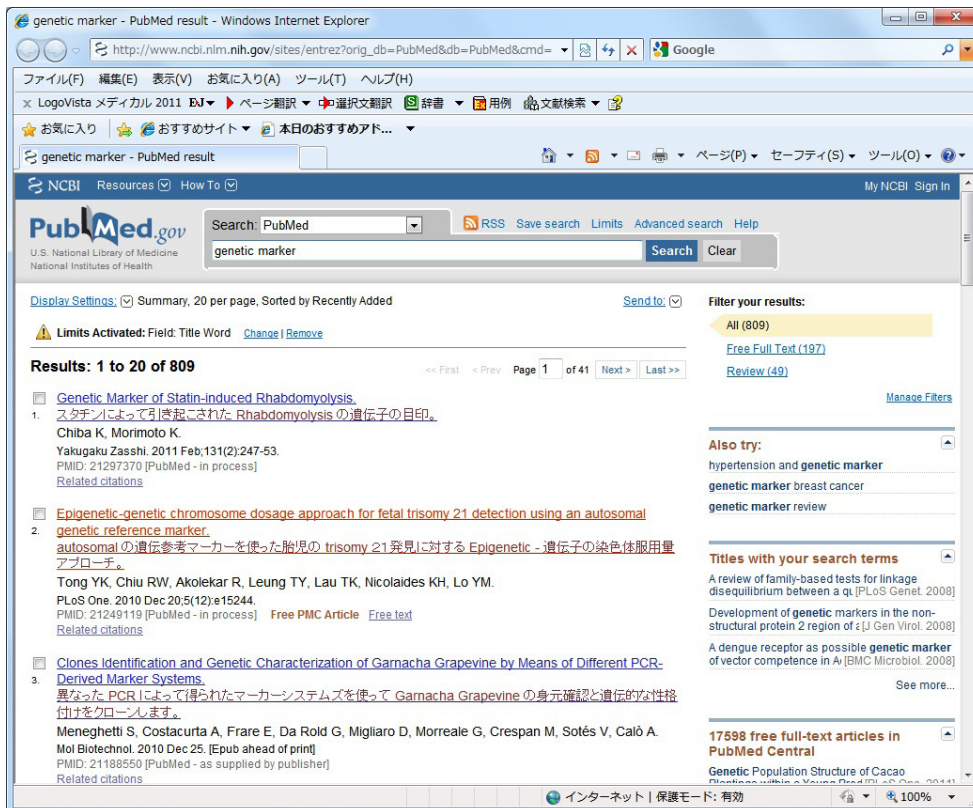 genetic marker - PubMed result - Windows Internet Explorer
http://www.ncbi.nlm.nih.gov/sites/entrez?orig_db=PubMed&db=PubMed&cmd=
Google
ファイル(F) 編集(E) 表示(V) お気に入り(A) ツール(T) ヘルプ(H)
x LogoVista メディカル 2011 ページ翻訳 選択文翻訳 辞書 用例 文献検索
お気に入り おすすめサイト 本日のおすすめアド...
genetic marker - PubMed result
ページ(P) セーフティ(S) ツール(O)
NCBI Resources How To My NCBI Sign In
PubMed.gov
U.S. National Library of Medicine
National Institutes of Health
Search: PubMed
RSS Save search Limits Advanced search Help
genetic marker
Search Clear
Display Settings: Summary, 20 per page, Sorted by Recently Added
Send to:
Limits Activated: Field: Title Word Change | Remove
Results: 1 to 20 of 809
<< First < Prev Page 1 of 41 Next > Last >>
Genetic Marker of Statin-induced Rhabdomyolysis.
1. スタチンによって引き起こされた Rhabdomyolysis の遺伝子の目印。
Chiba K, Morimoto K.
Yakugaku Zasshi. 2011 Feb;131(2):247-53.
PMID: 21297370 [PubMed - in process]
Related citations
Epigenetic-genetic chromosome dosage approach for fetal trisomy 21 detection using an autosomal
2. genetic reference marker.
autosomal の遺伝参考マーカーを使った胎児の trisomy 21 発見に対する Epigenetic - 遺伝子の染色体服用量
アプローチ。
Tong YK, Chiu RW, Akolekar R, Leung TY, Lau TK, Nicolaides KH, Lo YM.
PLoS One. 2010 Dec 20;5(12):e15244.
PMID: 21249119 [PubMed - in process] Free PMC Article Free text
Related citations
Clones Identification and Genetic Characterization of Garnacha Grapevine by Means of Different PCR-
3. Derived Marker Systems.
異なった PCR によって得られたマーカーシステムズを使って Garnacha Grapevine の身元確認と遺伝的な性格
付けをクローンします。
Meneghetti S, Costacurta A, Frare E, Da Rold G, Migliaro D, Morreale G, Crespan M, Sotés V, Calò A.
Mol Biotechnol. 2010 Dec 25. [Epub ahead of print]
PMID: 21188550 [PubMed - as supplied by publisher]
Related citations
Filter your results:
All (809)
Free Full Text (197)
Review (49)
Manage Filters
Also try:
hypertension and genetic marker
genetic marker breast cancer
genetic marker review
Titles with your search terms
A review of family-based tests for linkage
disequilibrium between a qu [PLoS Genet. 2008]
Development of genetic markers in the non-
structural protein 2 region of [J Gen Virol. 2008]
A dengue receptor as possible genetic marker
of vector competence in A [BMC Microbiol. 2008]
See more...
17598 free full-text articles in
PubMed Central
Genetic Population Structure of Cacao
インターネット | 保護モード: 有効
100%